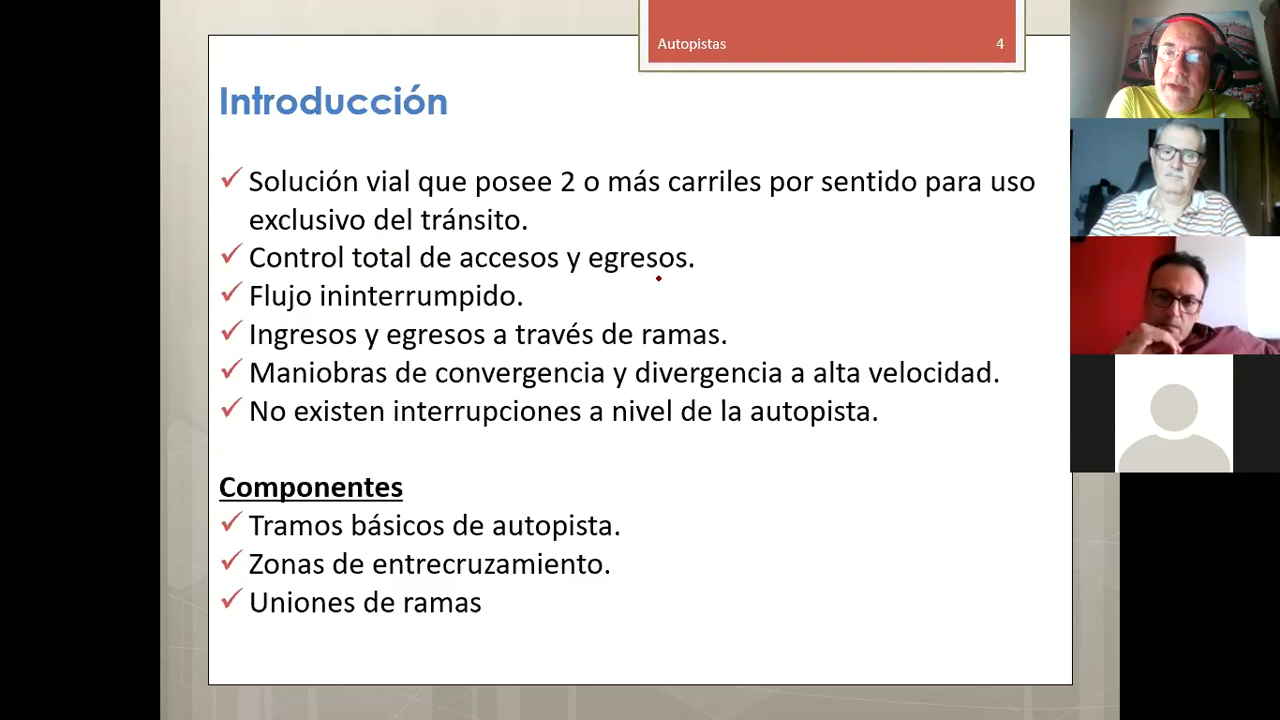 Autopistas 4
Introducción
✓ Solución vial que posee 2 o más carriles por sentido para uso
exclusivo del tránsito.
✓ Control total de accesos y egresos.
✓ Flujo ininterrumpido.
✓ Ingresos y egresos a través de ramas.
✓ Maniobras de convergencia y divergencia a alta velocidad.
✓ No existen interrupciones a nivel de la autopista.
Componentes
✓ Tramos básicos de autopista.
✓ Zonas de entrecruzamiento.
✓ Uniones de ramas